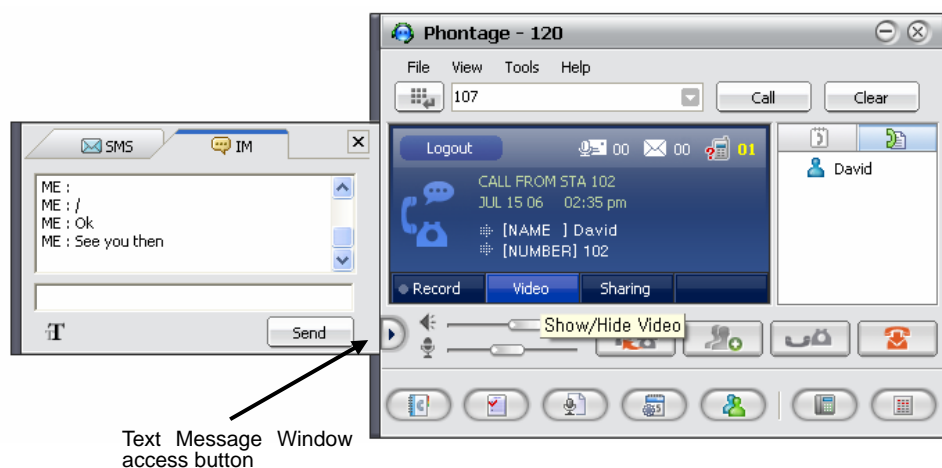 Phontage - 120
File View Tools Help
107
Call
Clear
SMS
IM
ME :
ME : /
ME : Ok
ME : See you then
Send
Logout
00
00
01
CALL FROM STA 102
JUL 15 06 02:35 pm
[NAME ] David
[NUMBER] 102
Record
Video
Sharing
David
Show/Hide Video
Text Message Window
access button